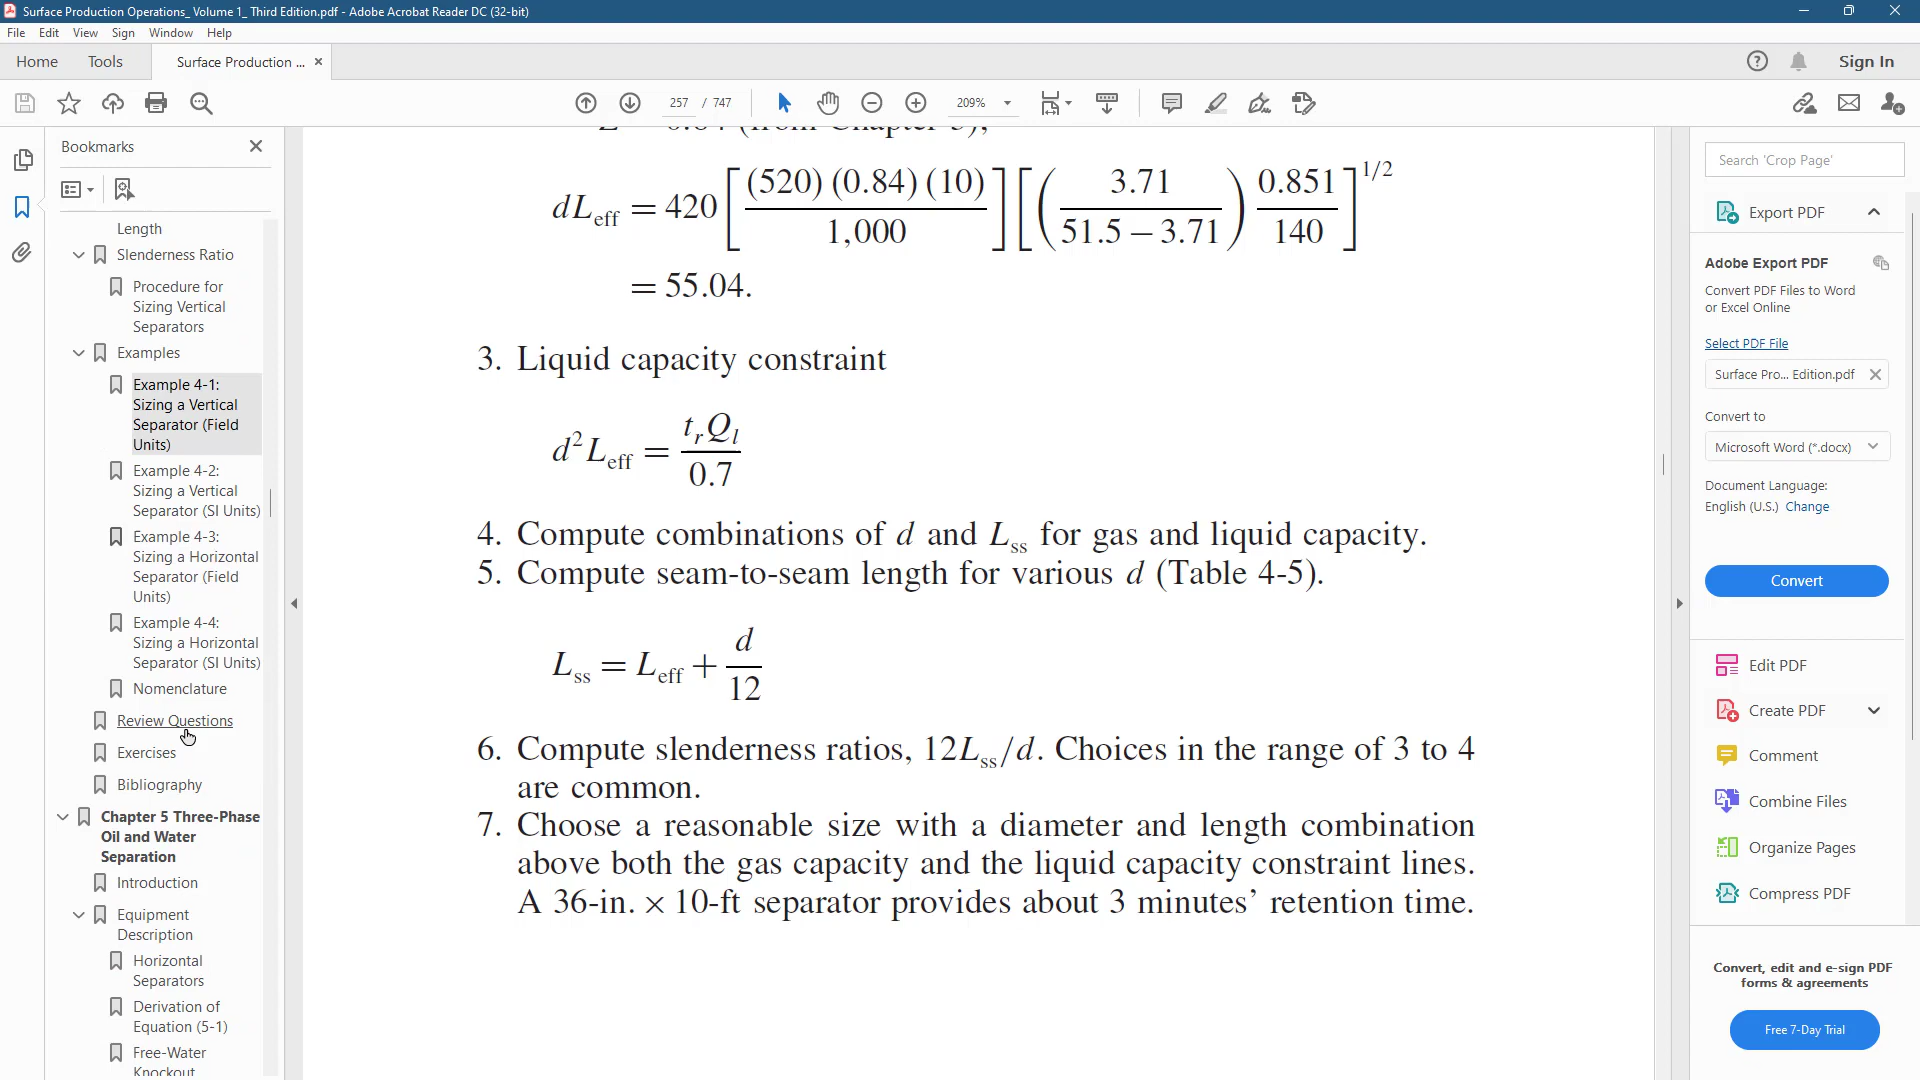 Surface Production Operations_ Volume 1_ Third Edition.pdf - Adobe Acrobat Reader DC (32-bit)
File Edit View Sign Window Help
Home Tools Surface Production ... ×
Sign In
257 / 747
209%
Bookmarks
Length
Slenderness Ratio
Procedure for
Sizing Vertical
Separators
Examples
Example 4-1:
Sizing a Vertical
Separator (Field
Units)
Example 4-2:
Sizing a Vertical
Separator (SI Units)
Example 4-3:
Sizing a Horizontal
Separator (Field
Units)
Example 4-4:
Sizing a Horizontal
Separator (SI Units)
Nomenclature
Review Questions
Exercises
Bibliography
Chapter 5 Three-Phase
Oil and Water
Separation
Introduction
Equipment
Description
Horizontal
Separators
Derivation of
Equation (5-1)
Free-Water
Knockout
dL_eff = 420 [ (520) (0.84) (10) / 1,000 ] [ ( 3.71 / 51.5 − 3.71 ) 0.851 / 140 ]^1/2
= 55.04.
3. Liquid capacity constraint
d²L_eff = t_r Q_l / 0.7
4. Compute combinations of d and L_ss for gas and liquid capacity.
5. Compute seam-to-seam length for various d (Table 4-5).
L_ss = L_eff + d / 12
6. Compute slenderness ratios, 12L_ss/d. Choices in the range of 3 to 4
are common.
7. Choose a reasonable size with a diameter and length combination
above both the gas capacity and the liquid capacity constraint lines.
A 36-in. × 10-ft separator provides about 3 minutes’ retention time.
Search 'Crop Page'
Export PDF
Adobe Export PDF
Convert PDF Files to Word
or Excel Online
Select PDF File
Surface Pro... Edition.pdf
Convert to
Microsoft Word (*.docx)
Document Language:
English (U.S.) Change
Convert
Edit PDF
Create PDF
Comment
Combine Files
Organize Pages
Compress PDF
Convert, edit and e-sign PDF
forms & agreements
Free 7-Day Trial